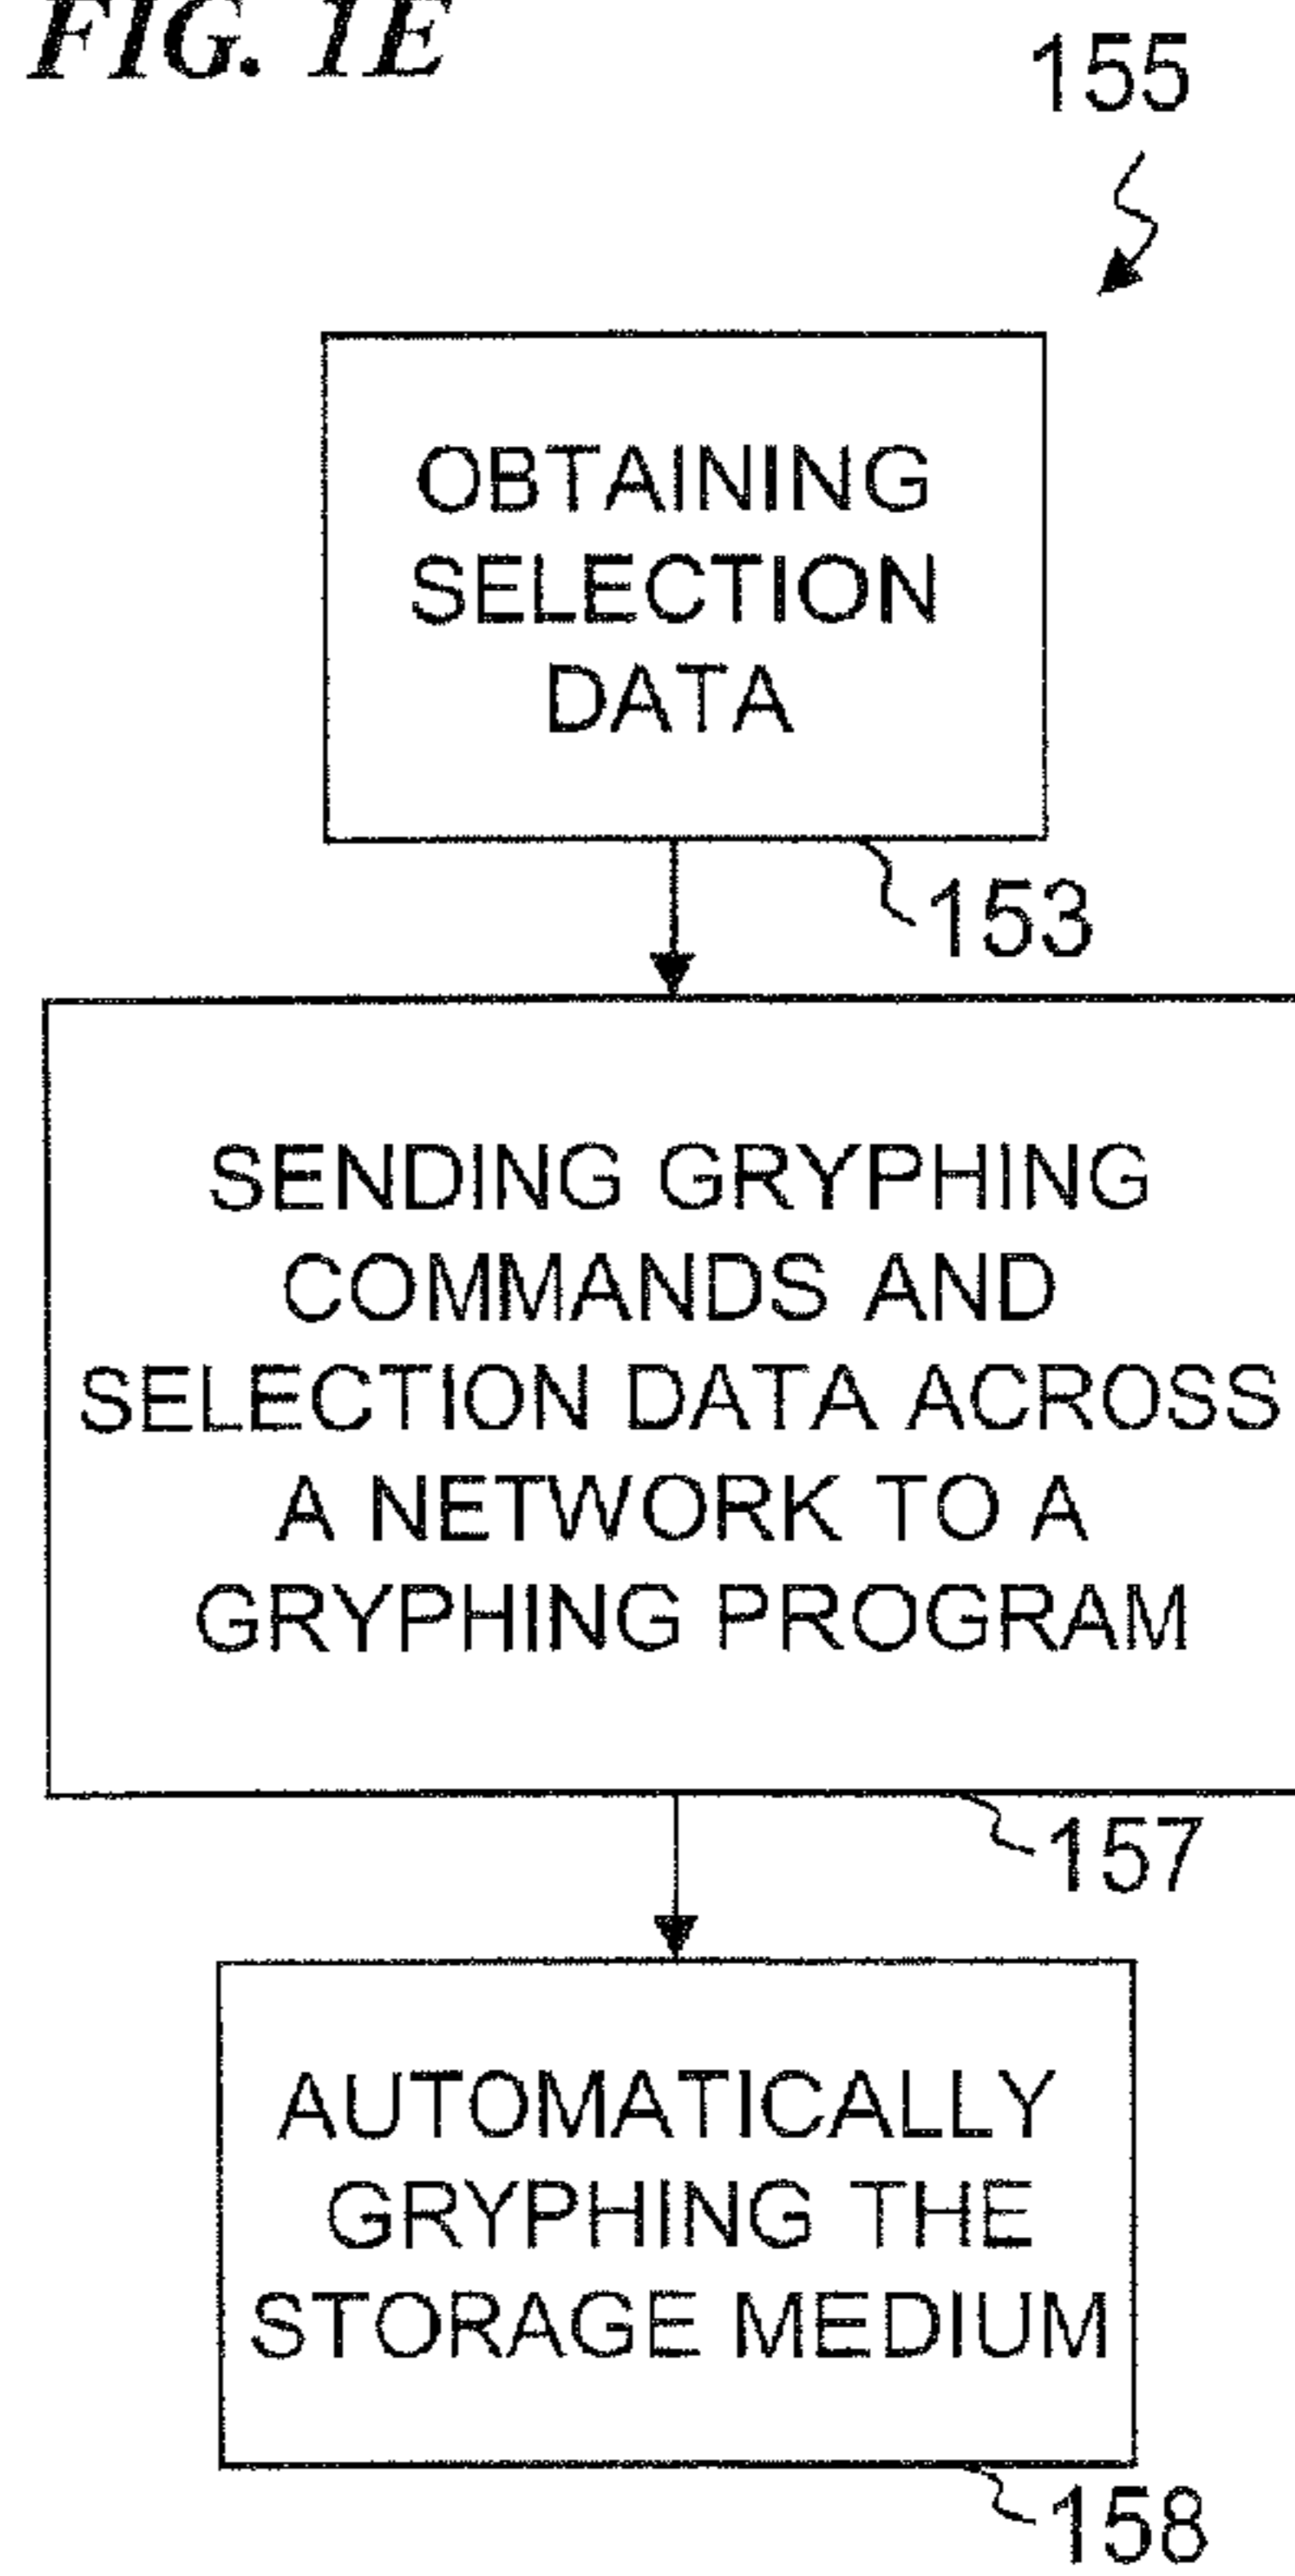 FIG. 1E
155
OBTAINING
SELECTION
DATA
153
SENDING GRYPHING
COMMANDS AND
SELECTION DATA ACROSS
A NETWORK TO A
GRYPHING PROGRAM
157
AUTOMATICALLY
GRYPHING THE
STORAGE MEDIUM
158